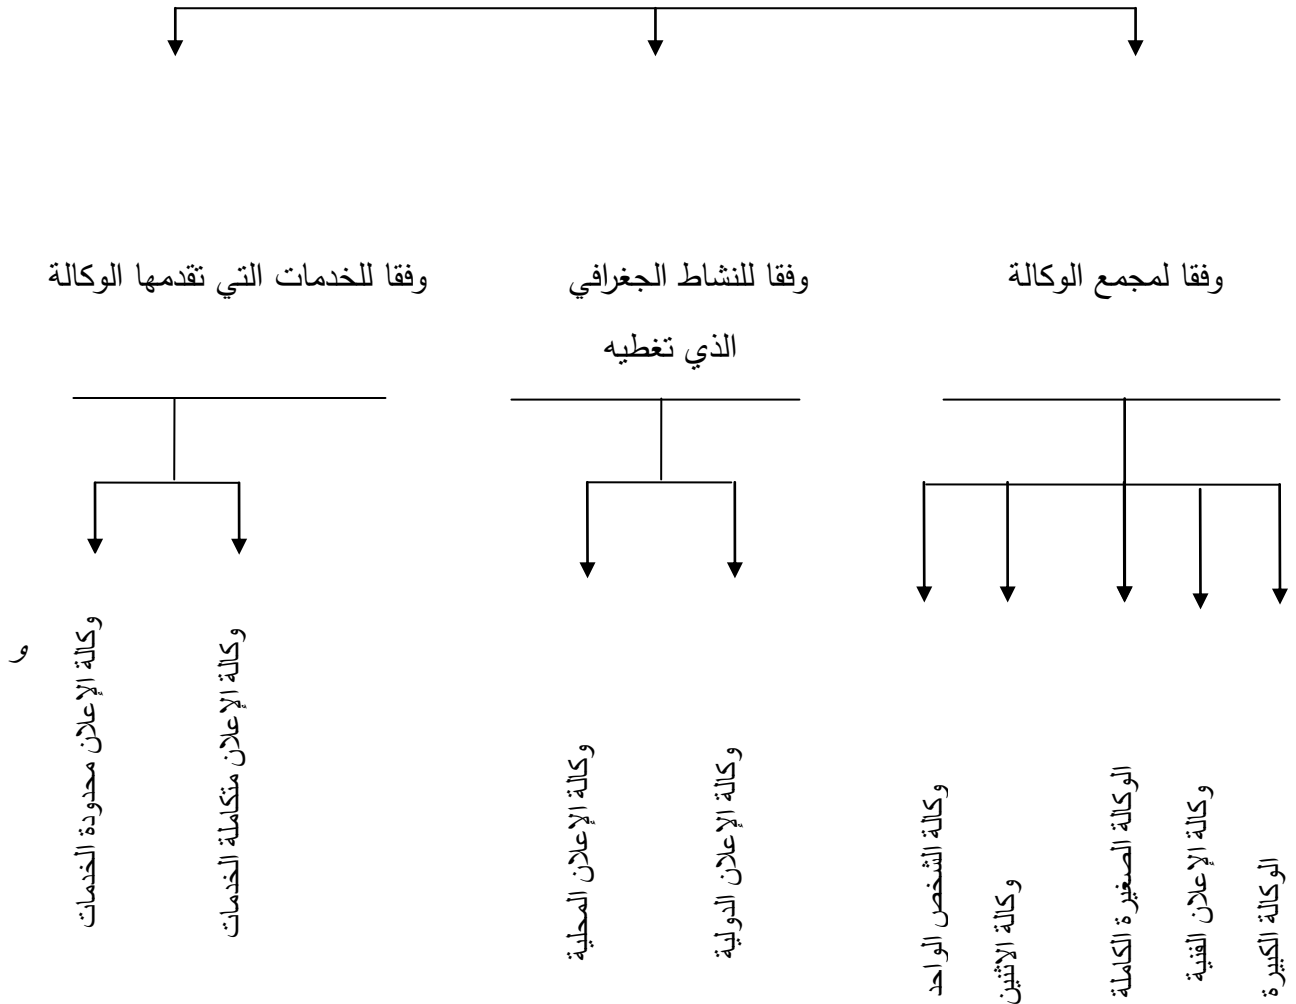 وفقا لمجمع الوكالة
وفقا للنشاط الجغرافي
الذي تغطيه
وفقا للخدمات التي تقدمها الوكالة
الوكالة الكبيرة
وكالة الإعلان الفنية
الوكالة الصغيرة الكاملة
وكالة الاثنين
وكالة الشخص الواحد
وكالة الإعلان الدولية
وكالة الإعلان المحلية
وكالة الإعلان متكاملة الخدمات
وكالة الإعلان محدودة الخدمات
و